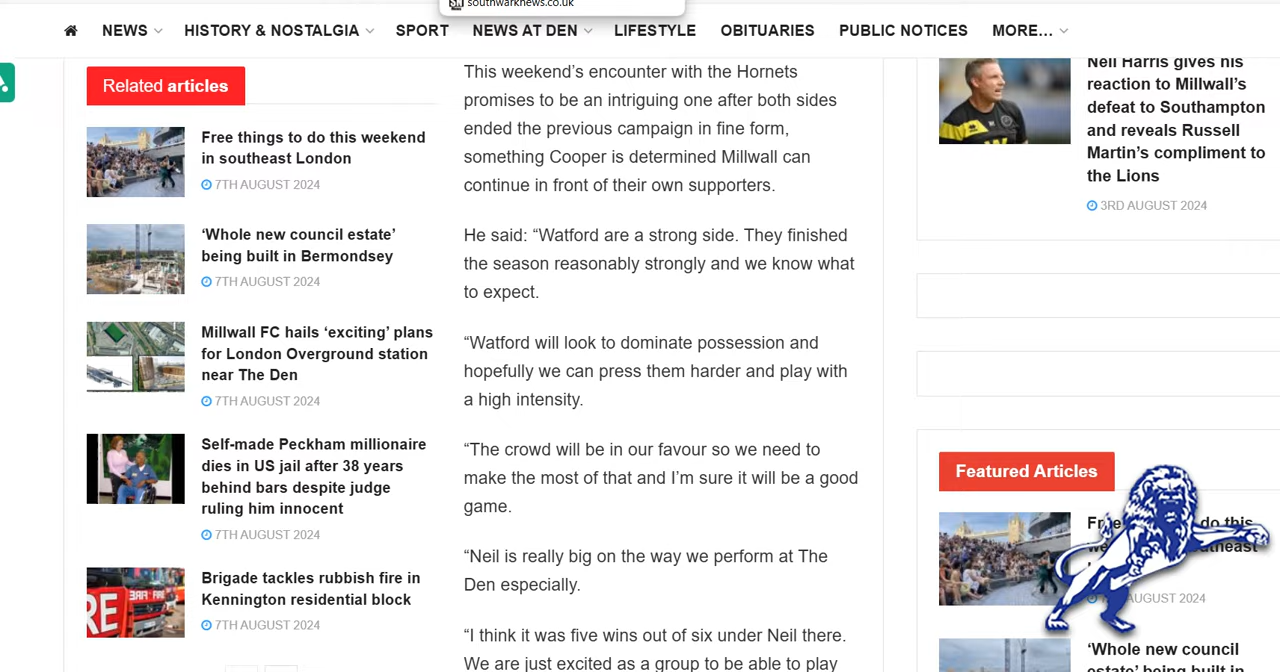 southwarknews.co.uk
NEWS
HISTORY & NOSTALGIA
SPORT
NEWS AT DEN
LIFESTYLE
OBITUARIES
PUBLIC NOTICES
MORE...
Related articles
Free things to do this weekend
in southeast London
7TH AUGUST 2024
‘Whole new council estate’
being built in Bermondsey
7TH AUGUST 2024
Millwall FC hails ‘exciting’ plans
for London Overground station
near The Den
7TH AUGUST 2024
Self-made Peckham millionaire
dies in US jail after 38 years
behind bars despite judge
ruling him innocent
7TH AUGUST 2024
Brigade tackles rubbish fire in
Kennington residential block
7TH AUGUST 2024
This weekend’s encounter with the Hornets
promises to be an intriguing one after both sides
ended the previous campaign in fine form,
something Cooper is determined Millwall can
continue in front of their own supporters.
He said: “Watford are a strong side. They finished
the season reasonably strongly and we know what
to expect.
“Watford will look to dominate possession and
hopefully we can press them harder and play with
a high intensity.
“The crowd will be in our favour so we need to
make the most of that and I’m sure it will be a good
game.
“Neil is really big on the way we perform at The
Den especially.
“I think it was five wins out of six under Neil there.
We are just excited as a group to be able to play
Neil Harris gives his
reaction to Millwall’s
defeat to Southampton
and reveals Russell
Martin’s compliment to
the Lions
3RD AUGUST 2024
Featured Articles
do this
AUGUST 2024
‘Whole new council
estate’ being built in